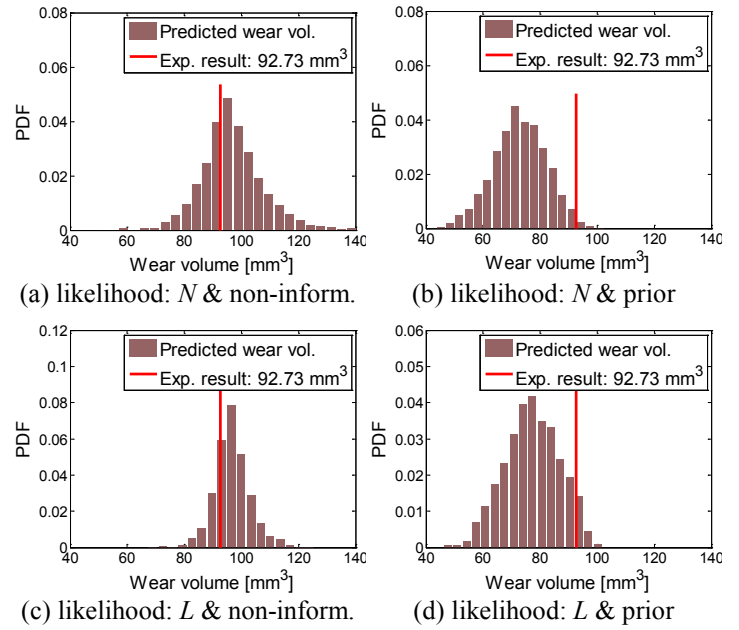 0.08
0.06
0.04
0.02
0
PDF
Predicted wear vol.
Exp. result: 92.73 mm³
40 60 80 100 120 140
Wear volume [mm³]
(a) likelihood: N & non-inform.
0.08
0.06
0.04
0.02
0
PDF
Predicted wear vol.
Exp. result: 92.73 mm³
40 60 80 100 120 140
Wear volume [mm³]
(b) likelihood: N & prior
0.12
0.1
0.08
0.06
0.04
0.02
0
PDF
Predicted wear vol.
Exp. result: 92.73 mm³
40 60 80 100 120 140
Wear volume [mm³]
(c) likelihood: L & non-inform.
0.06
0.05
0.04
0.03
0.02
0.01
0
PDF
Predicted wear vol.
Exp. result: 92.73 mm³
40 60 80 100 120 140
Wear volume [mm³]
(d) likelihood: L & prior